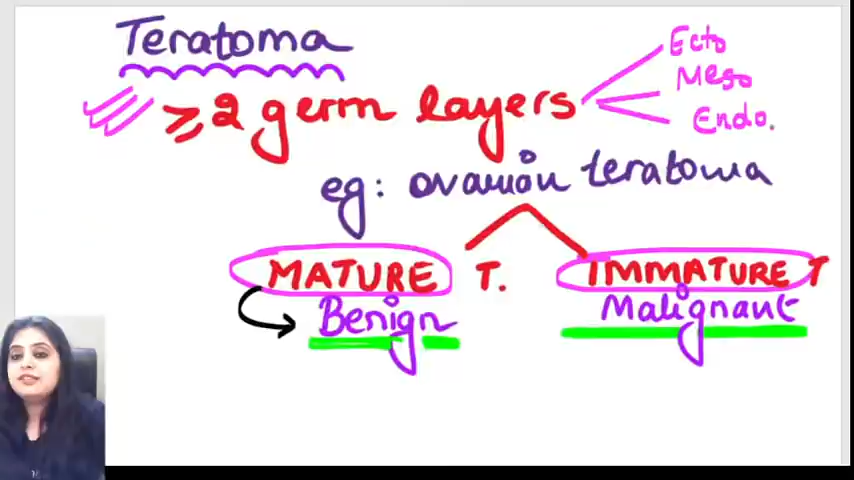 Teratoma
≥2 germ layers
Ecto
Meso
Endo.
eg: ovarian teratoma
MATURE T.
IMMATURE T
Benign
Malignant